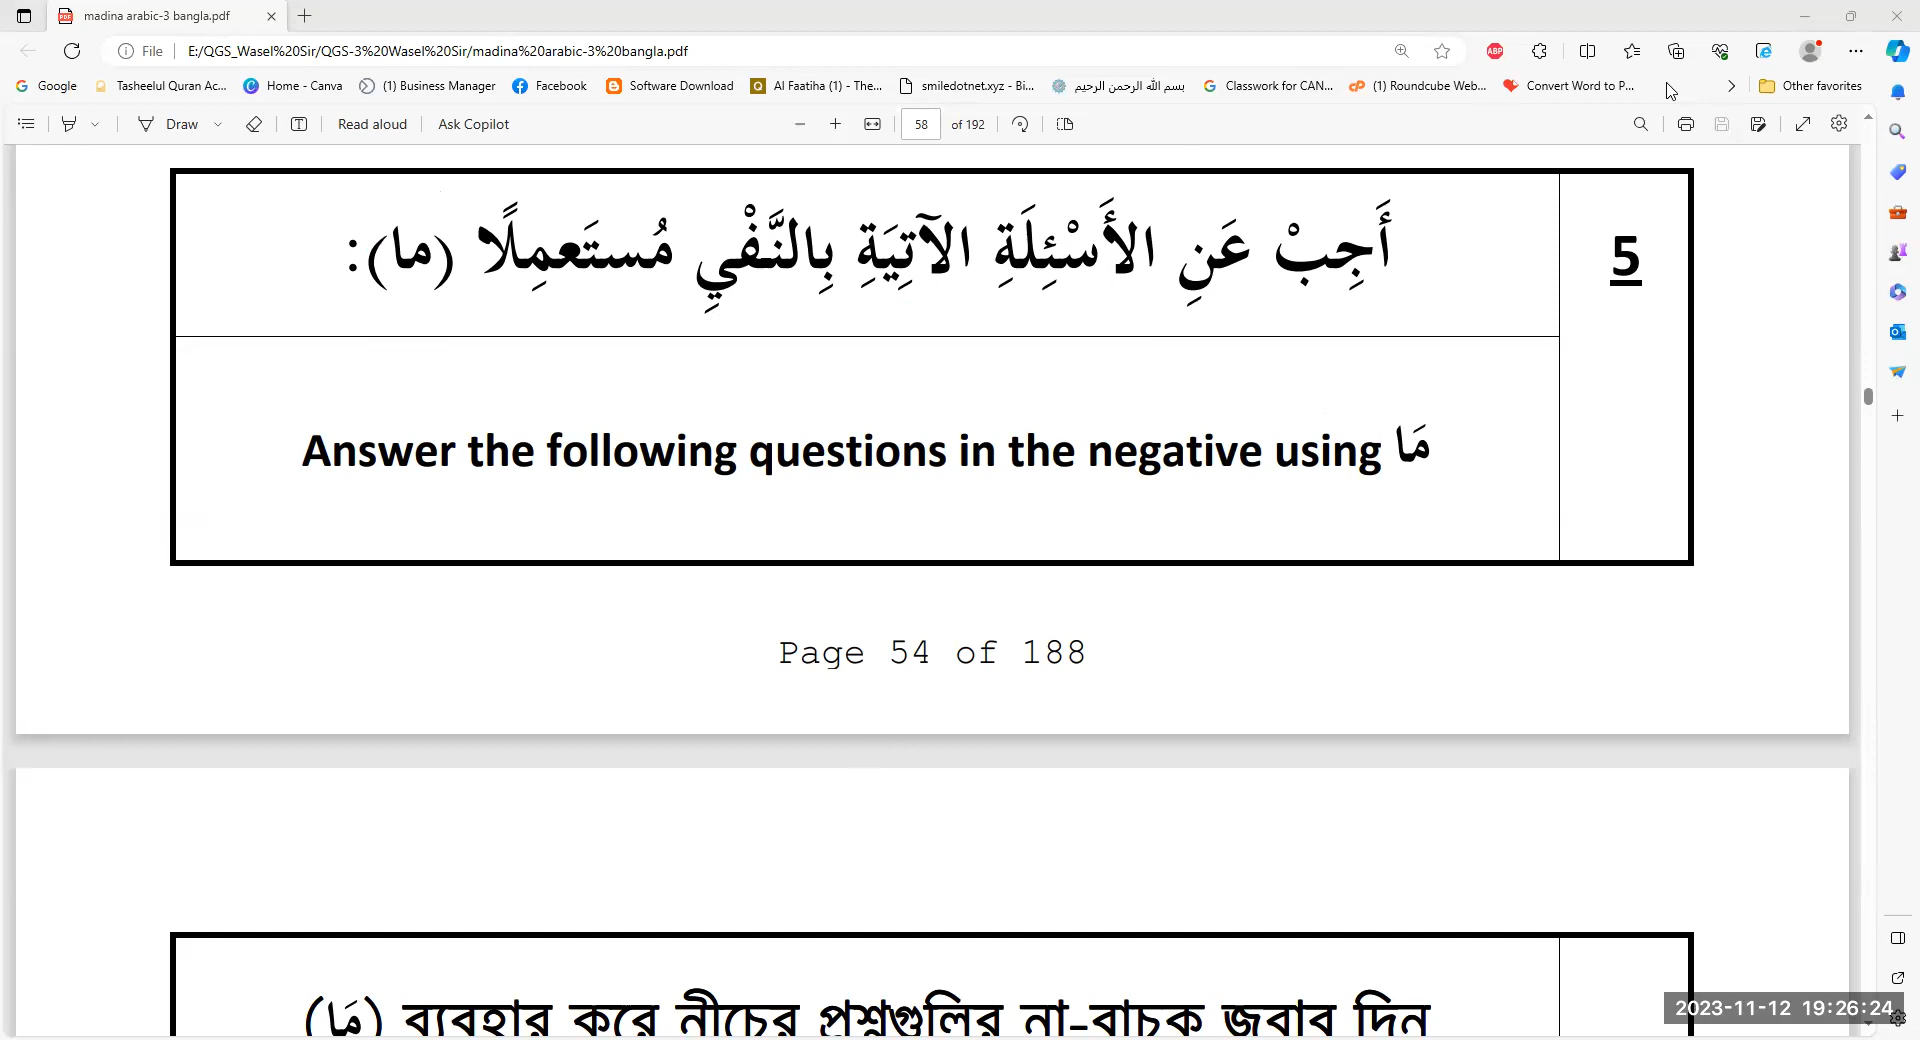 madina arabic-3 bangla.pdf
File E:/QGS_Wasel%20Sir/QGS-3%20Wasel%20Sir/madina%20arabic-3%20bangla.pdf
Google Tasheelul Quran Ac... Home - Canva (1) Business Manager Facebook Software Download Al Faatiha (1) - The... smiledotnet.xyz - Bi... بسم الله الرحمن الرحيم Classwork for CAN... (1) Roundcube Web... Convert Word to P... Other favorites
Draw Read aloud Ask Copilot 58 of 192
أَجِبْ عَنِ الأَسْئِلَةِ الآتِيَةِ بِالنَّفْيِ مُستَعمِلًا (ما):
5
Answer the following questions in the negative using مَا
Page 54 of 188
(مَا) ব্যবহার করে নীচের প্রশ্নগুলির না-বাচক জবাব দিন
2023-11-12 19:26:24